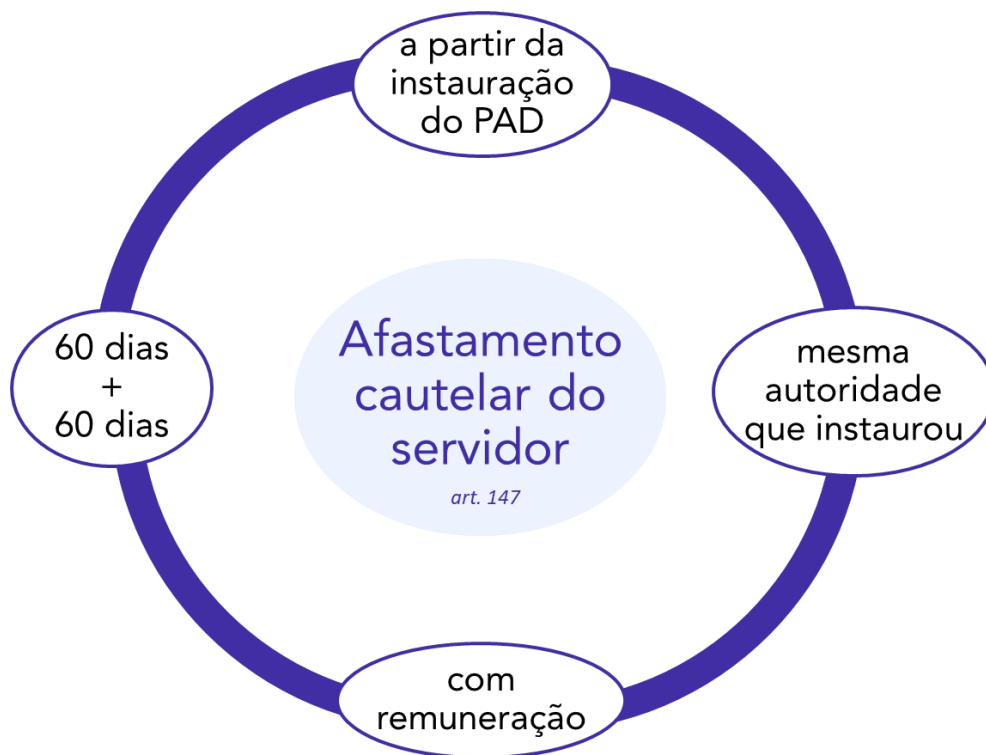 a partir da
instauração
do PAD
60 dias
+
60 dias
Afastamento
cautelar do
servidor
art. 147
mesma
autoridade
que instaurou
com
remuneração